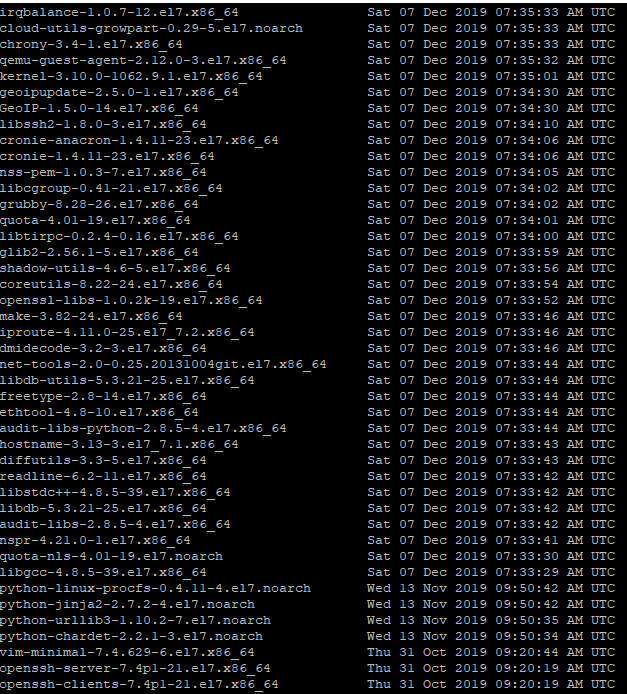 irqbalance-1.0.7-12.el7.x86_64 Sat 07 Dec 2019 07:35:33 AM UTC
cloud-utils-growpart-0.29-5.el7.noarch Sat 07 Dec 2019 07:35:33 AM UTC
chrony-3.4-1.el7.x86_64 Sat 07 Dec 2019 07:35:33 AM UTC
qemu-guest-agent-2.12.0-3.el7.x86_64 Sat 07 Dec 2019 07:35:32 AM UTC
kernel-3.10.0-1062.9.1.el7.x86_64 Sat 07 Dec 2019 07:35:01 AM UTC
geoipupdate-2.5.0-1.el7.x86_64 Sat 07 Dec 2019 07:34:30 AM UTC
GeoIP-1.5.0-14.el7.x86_64 Sat 07 Dec 2019 07:34:30 AM UTC
libssh2-1.8.0-3.el7.x86_64 Sat 07 Dec 2019 07:34:10 AM UTC
cronie-anacron-1.4.11-23.el7.x86_64 Sat 07 Dec 2019 07:34:06 AM UTC
cronie-1.4.11-23.el7.x86_64 Sat 07 Dec 2019 07:34:06 AM UTC
nss-pem-1.0.3-7.el7.x86_64 Sat 07 Dec 2019 07:34:05 AM UTC
libcgroup-0.41-21.el7.x86_64 Sat 07 Dec 2019 07:34:02 AM UTC
grubby-8.28-26.el7.x86_64 Sat 07 Dec 2019 07:34:02 AM UTC
quota-4.01-19.el7.x86_64 Sat 07 Dec 2019 07:34:01 AM UTC
libtirpc-0.2.4-0.16.el7.x86_64 Sat 07 Dec 2019 07:34:00 AM UTC
glib2-2.56.1-5.el7.x86_64 Sat 07 Dec 2019 07:33:59 AM UTC
shadow-utils-4.6-5.el7.x86_64 Sat 07 Dec 2019 07:33:56 AM UTC
coreutils-8.22-24.el7.x86_64 Sat 07 Dec 2019 07:33:54 AM UTC
openssl-libs-1.0.2k-19.el7.x86_64 Sat 07 Dec 2019 07:33:52 AM UTC
make-3.82-24.el7.x86_64 Sat 07 Dec 2019 07:33:46 AM UTC
iproute-4.11.0-25.el7_7.2.x86_64 Sat 07 Dec 2019 07:33:46 AM UTC
dmidecode-3.2-3.el7.x86_64 Sat 07 Dec 2019 07:33:46 AM UTC
net-tools-2.0-0.25.20131004git.el7.x86_64 Sat 07 Dec 2019 07:33:44 AM UTC
libdb-utils-5.3.21-25.el7.x86_64 Sat 07 Dec 2019 07:33:44 AM UTC
freetype-2.8-14.el7.x86_64 Sat 07 Dec 2019 07:33:44 AM UTC
ethtool-4.8-10.el7.x86_64 Sat 07 Dec 2019 07:33:44 AM UTC
audit-libs-python-2.8.5-4.el7.x86_64 Sat 07 Dec 2019 07:33:44 AM UTC
hostname-3.13-3.el7_7.1.x86_64 Sat 07 Dec 2019 07:33:43 AM UTC
diffutils-3.3-5.el7.x86_64 Sat 07 Dec 2019 07:33:43 AM UTC
readline-6.2-11.el7.x86_64 Sat 07 Dec 2019 07:33:42 AM UTC
libstdc++-4.8.5-39.el7.x86_64 Sat 07 Dec 2019 07:33:42 AM UTC
libdb-5.3.21-25.el7.x86_64 Sat 07 Dec 2019 07:33:42 AM UTC
audit-libs-2.8.5-4.el7.x86_64 Sat 07 Dec 2019 07:33:42 AM UTC
nspr-4.21.0-1.el7.x86_64 Sat 07 Dec 2019 07:33:41 AM UTC
quota-nls-4.01-19.el7.noarch Sat 07 Dec 2019 07:33:30 AM UTC
libgcc-4.8.5-39.el7.x86_64 Sat 07 Dec 2019 07:33:29 AM UTC
python-linux-procfs-0.4.11-4.el7.noarch Wed 13 Nov 2019 09:50:42 AM UTC
python-jinja2-2.7.2-4.el7.noarch Wed 13 Nov 2019 09:50:42 AM UTC
python-urllib3-1.10.2-7.el7.noarch Wed 13 Nov 2019 09:50:35 AM UTC
python-chardet-2.2.1-3.el7.noarch Wed 13 Nov 2019 09:50:34 AM UTC
vim-minimal-7.4.629-6.el7.x86_64 Thu 31 Oct 2019 09:20:44 AM UTC
openssh-server-7.4p1-21.el7.x86_64 Thu 31 Oct 2019 09:20:19 AM UTC
openssh-clients-7.4p1-21.el7.x86_64 Thu 31 Oct 2019 09:20:19 AM UTC